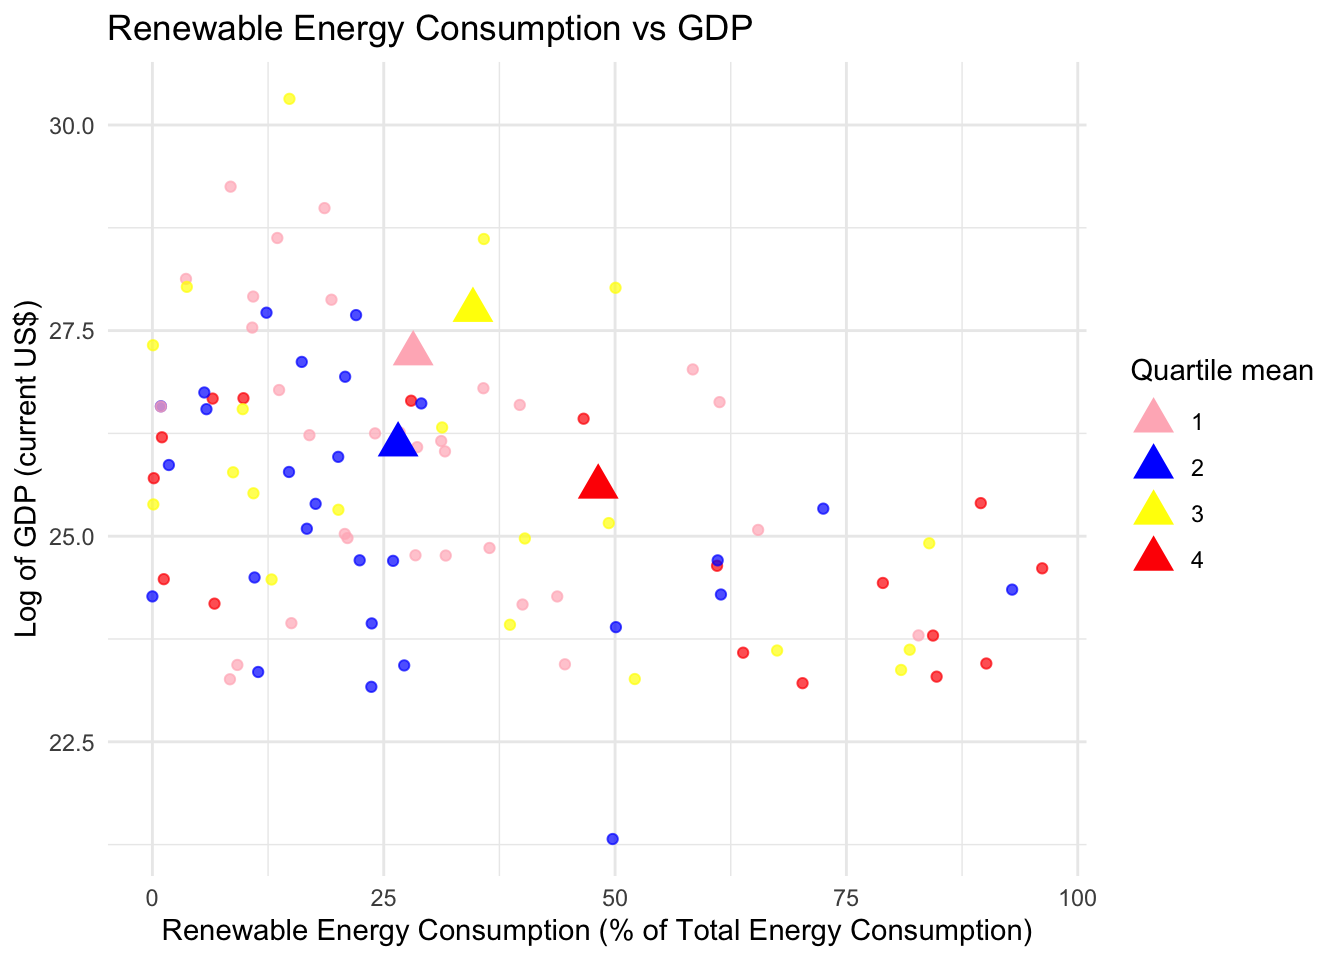 Renewable Energy Consumption vs GDP
30.0
27.5
25.0
22.5
Log of GDP (current US$)
0 25 50 75 100
Renewable Energy Consumption (% of Total Energy Consumption)
Quartile mean
1
2
3
4